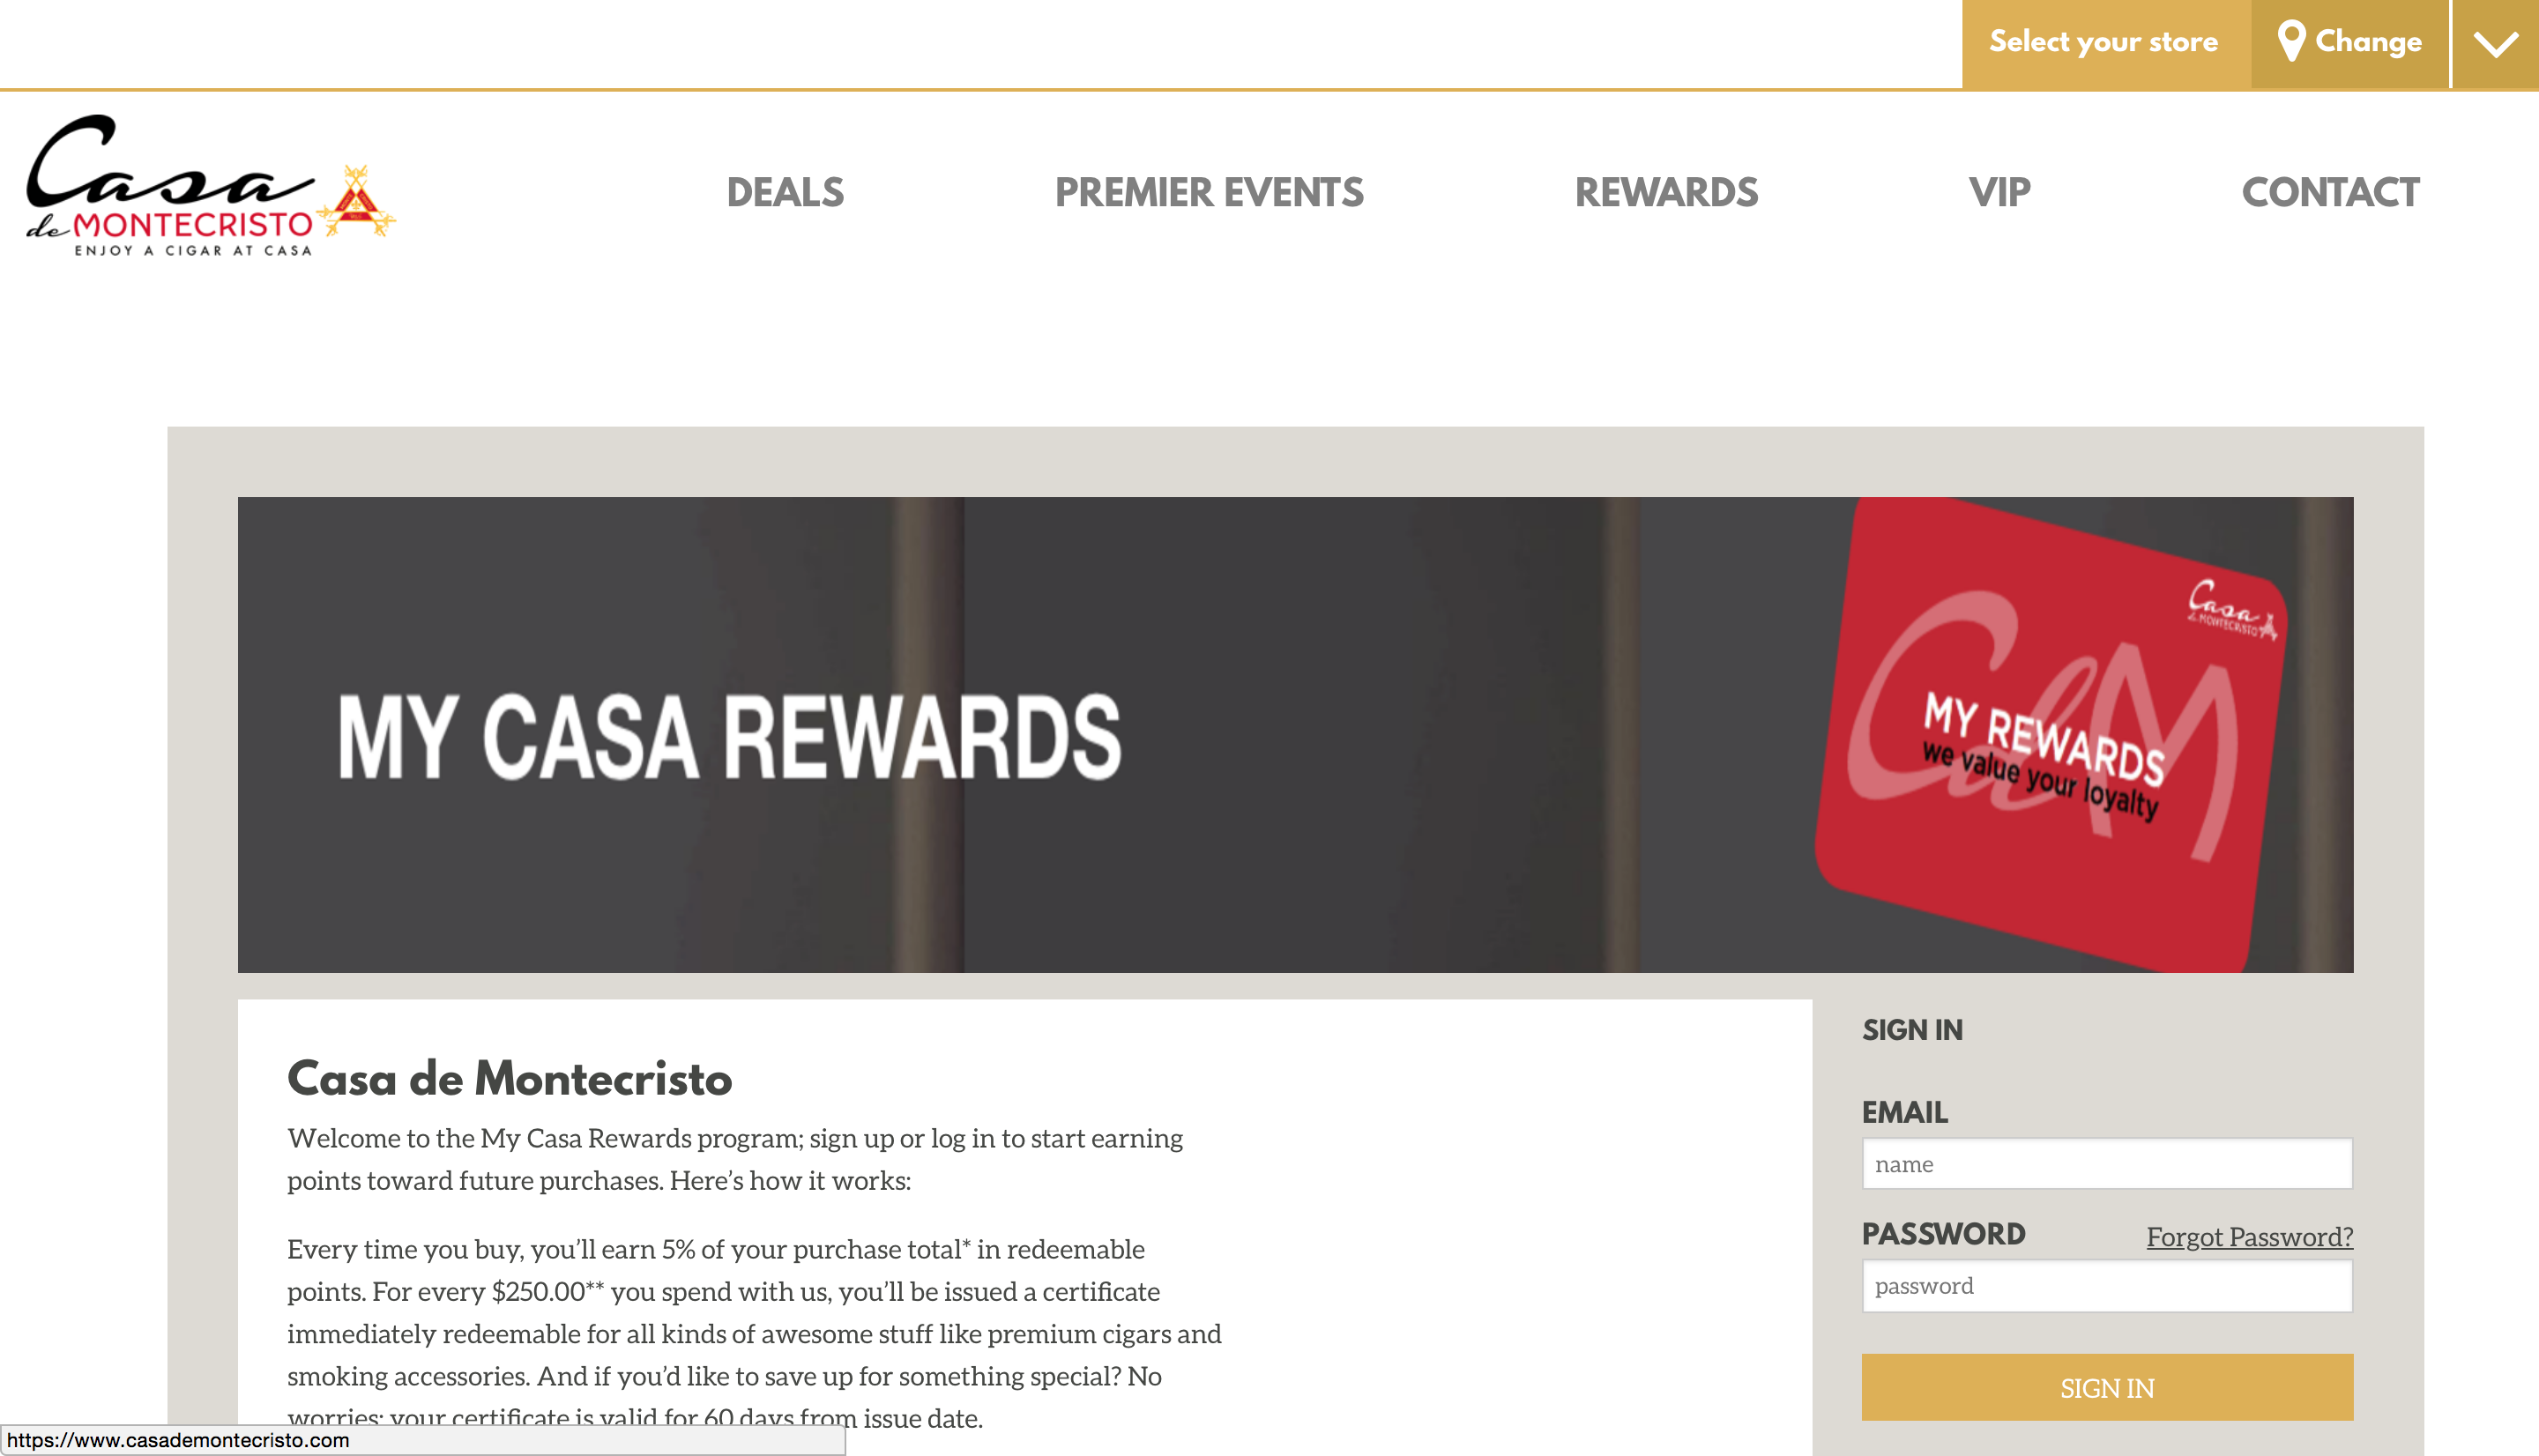 Select your store
Change
Casa
de MONTECRISTO
ENJOY A CIGAR AT CASA
DEALS
PREMIER EVENTS
REWARDS
VIP
CONTACT
MY CASA REWARDS
Casa
de MONTECRISTO
CdM
MY REWARDS
we value your loyalty
Casa de Montecristo
Welcome to the My Casa Rewards program; sign up or log in to start earning
points toward future purchases. Here’s how it works:
Every time you buy, you’ll earn 5% of your purchase total* in redeemable
points. For every $250.00** you spend with us, you’ll be issued a certificate
immediately redeemable for all kinds of awesome stuff like premium cigars and
smoking accessories. And if you’d like to save up for something special? No
worries; your certificate is valid for 60 days from issue date.
SIGN IN
EMAIL
name
PASSWORD
Forgot Password?
password
SIGN IN
https://www.casademontecristo.com